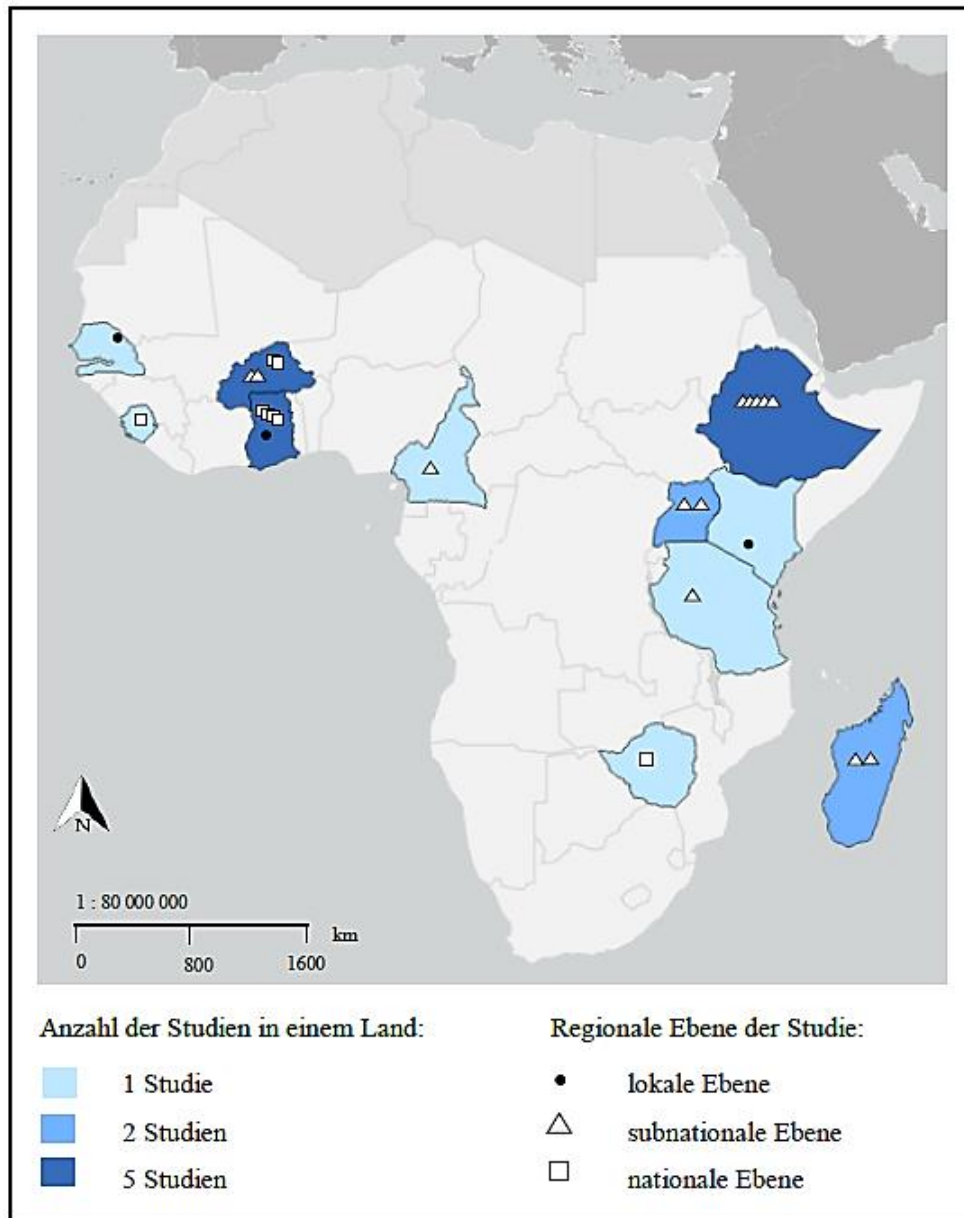 N
1 : 80 000 000
km
0 800 1600
Anzahl der Studien in einem Land:
1 Studie
2 Studien
5 Studien
Regionale Ebene der Studie:
lokale Ebene
subnationale Ebene
nationale Ebene